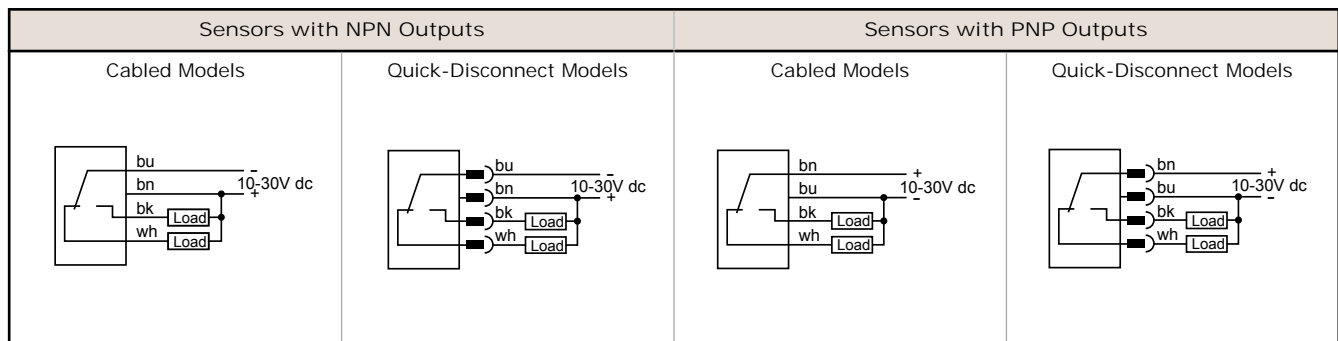 Sensors with NPN Outputs
Sensors with PNP Outputs
Cabled Models
Quick-Disconnect Models
Cabled Models
Quick-Disconnect Models
bu
-
bn
10-30V dc
+
bk
Load
wh
Load
bu
-
bn
10-30V dc
+
bk
Load
wh
Load
bn
+
bu
10-30V dc
-
bk
Load
wh
Load
bn
+
bu
10-30V dc
-
bk
Load
wh
Load